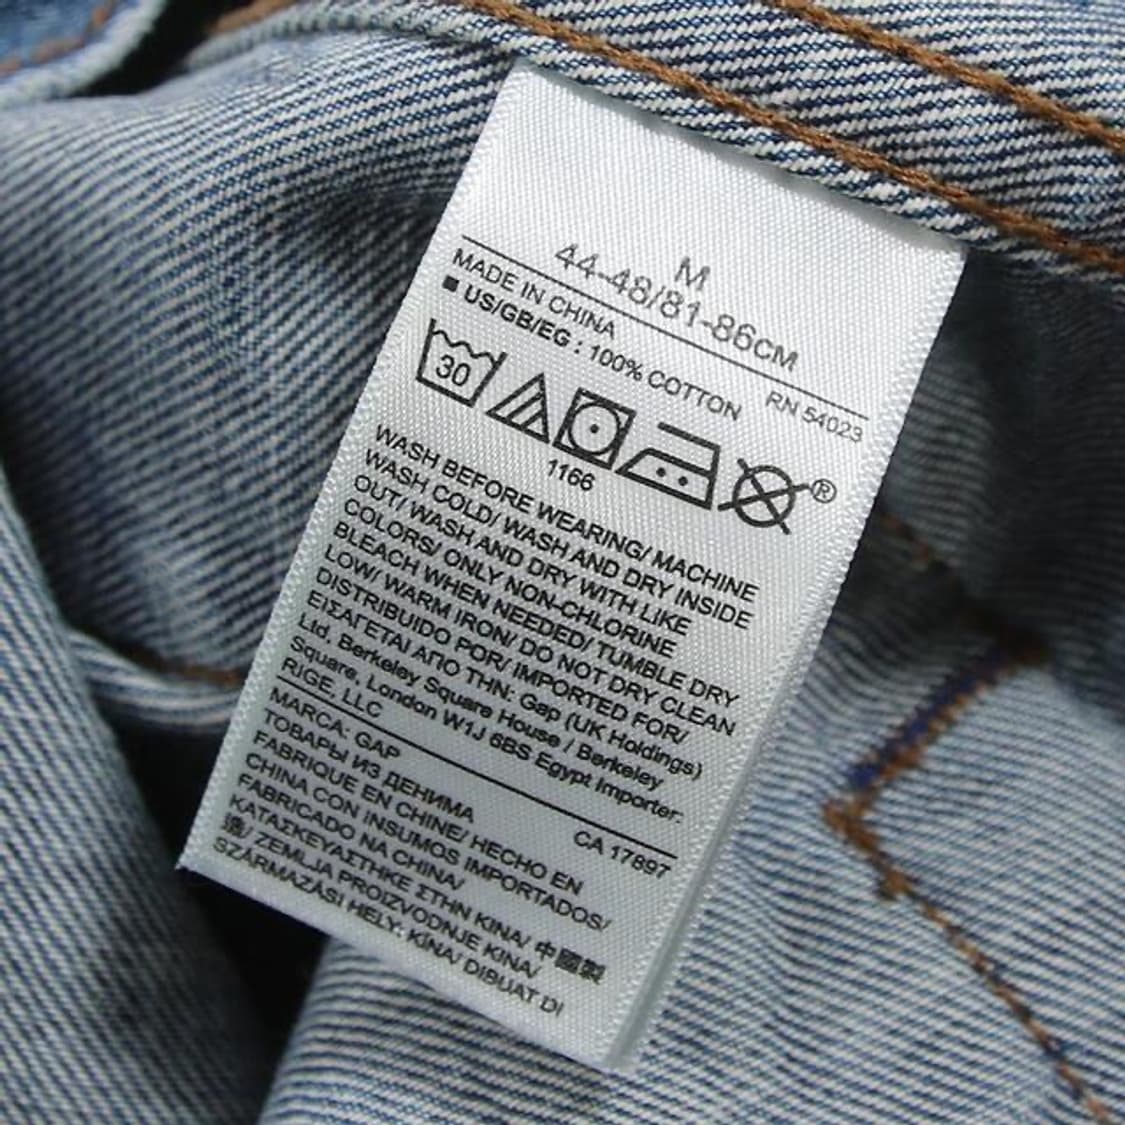 M
44-48/81-86CM
MADE IN CHINA
RN 54023
■ US/GB/EG : 100% COTTON
30
®
1166
WASH BEFORE WEARING/ MACHINE
WASH COLD/ WASH AND DRY INSIDE
OUT/ WASH AND DRY WITH LIKE
COLORS/ ONLY NON-CHLORINE
BLEACH WHEN NEEDED/ TUMBLE DRY
LOW/ WARM IRON/ DO NOT DRY CLEAN
DISTRIBUIDO POR/ IMPORTED FOR/
ΕΙΣΑΓΕΤΑΙ ΑΠΟ ΤΗΝ: Gap (UK Holdings)
Ltd. Berkeley Square House / Berkeley
Square, London W1J 6BS Egypt Importer:
RIGE, LLC
CA 17897
MARCA: GAP
ТОВАРЫ ИЗ ДЕНИМА
FABRIQUE EN CHINE/ HECHO EN
CHINA CON INSUMOS IMPORTADOS/
FABRICADO NA CHINA/
ΚΑΤΑΣΚΕΥΑΣΤΗΚΕ ΣΤΗΝ ΚΙΝΑ/ 中國製
造/ ZEMLJA PROIZVODNJE KINA/
SZÁRMAZÁSI HELY: KÍNA/ DIBUAT DI